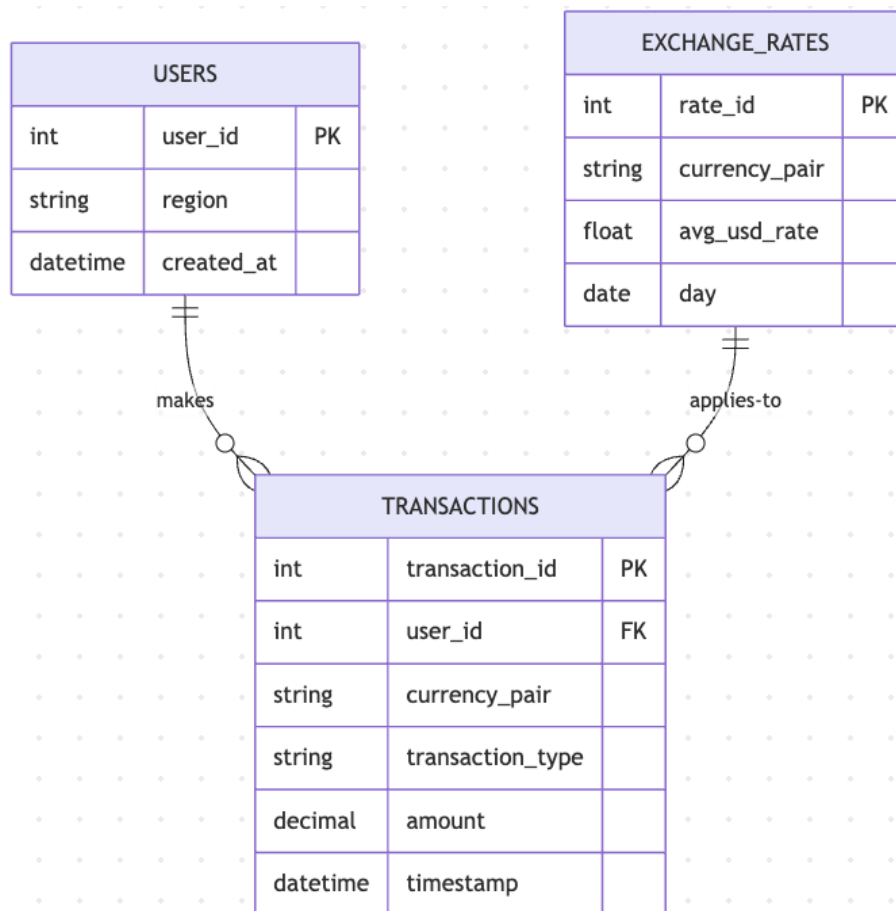 USERS
int user_id PK
string region
datetime created_at
EXCHANGE_RATES
int rate_id PK
string currency_pair
float avg_usd_rate
date day
makes
applies-to
TRANSACTIONS
int transaction_id PK
int user_id FK
string currency_pair
string transaction_type
decimal amount
datetime timestamp